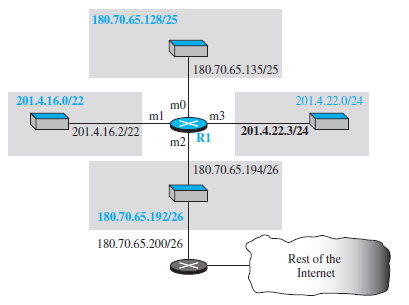 180.70.65.128/25
180.70.65.135/25
201.4.16.0/22
201.4.22.0/24
m0
m1
m3
201.4.16.2/22
201.4.22.3/24
m2
R1
180.70.65.194/26
180.70.65.192/26
180.70.65.200/26
Rest of the
Internet